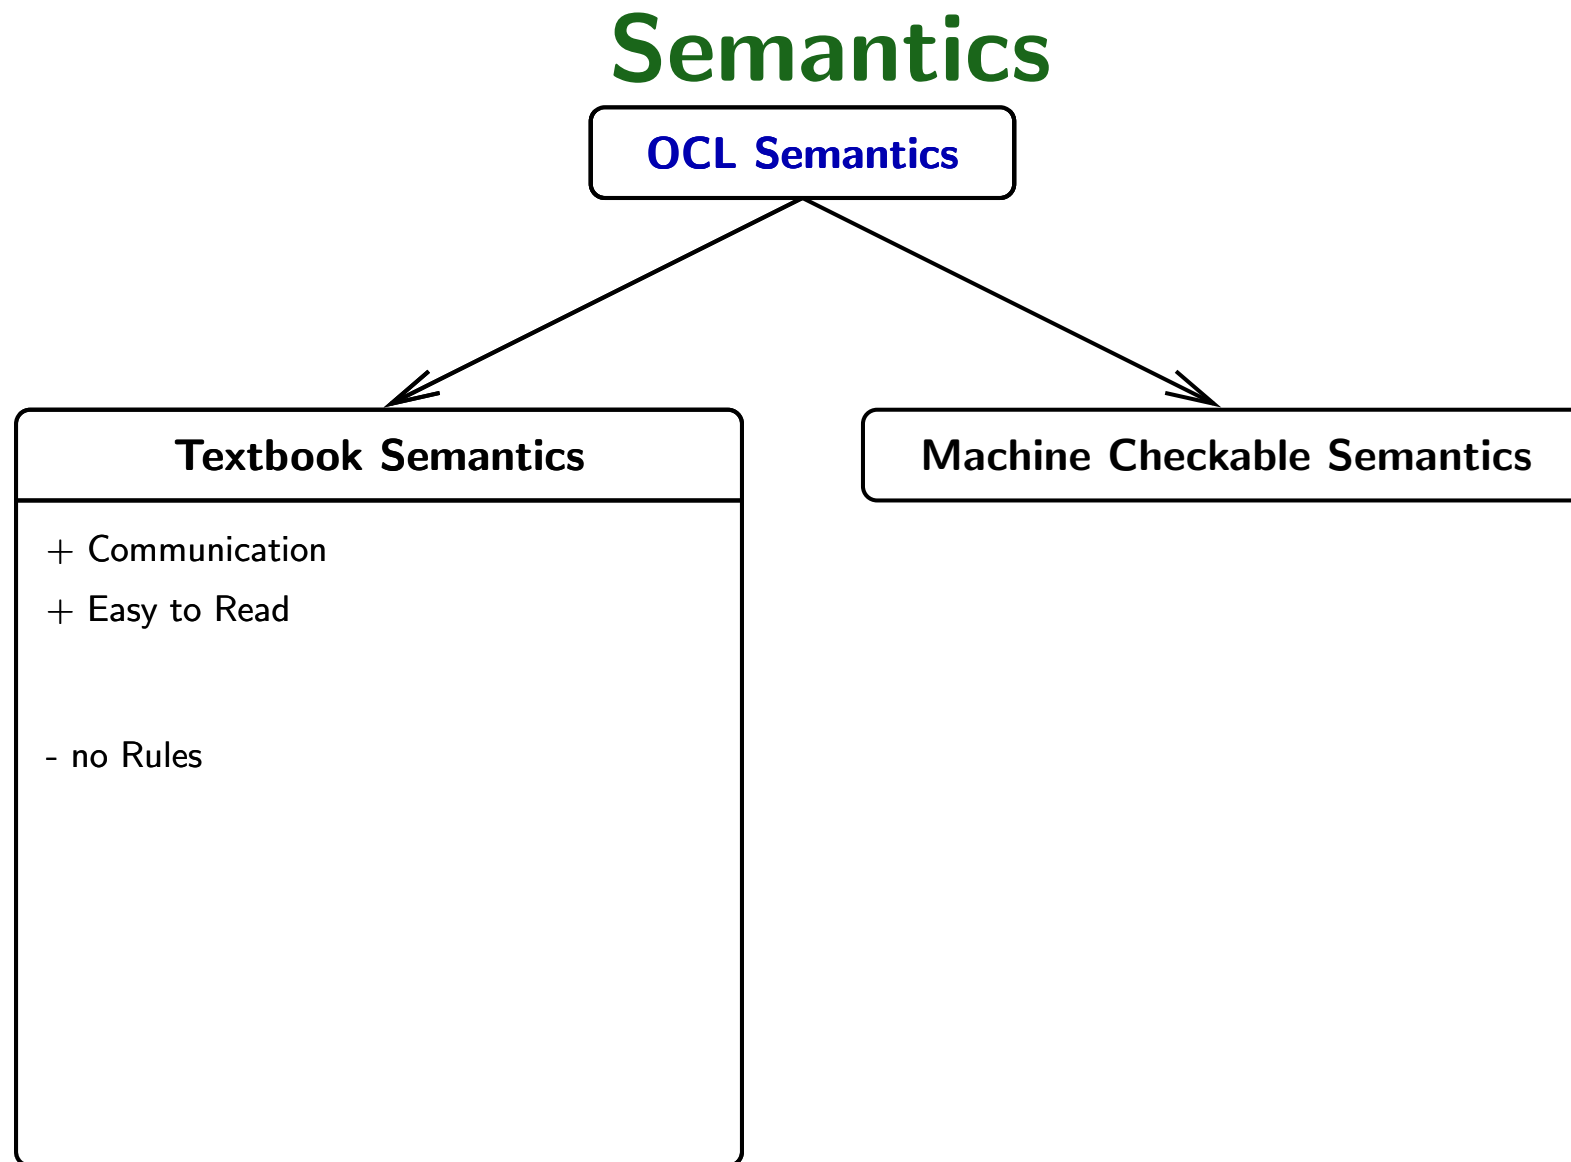 Semantics
OCL Semantics
Textbook Semantics
Machine Checkable Semantics
+ Communication
+ Easy to Read
- no Rules